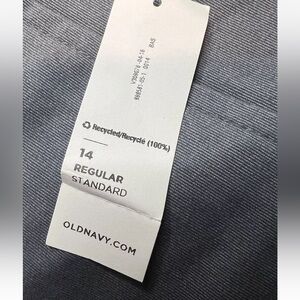 Recycled/Recyclé (100%)
14
REGULAR
STANDARD
OLDNAVY.COM